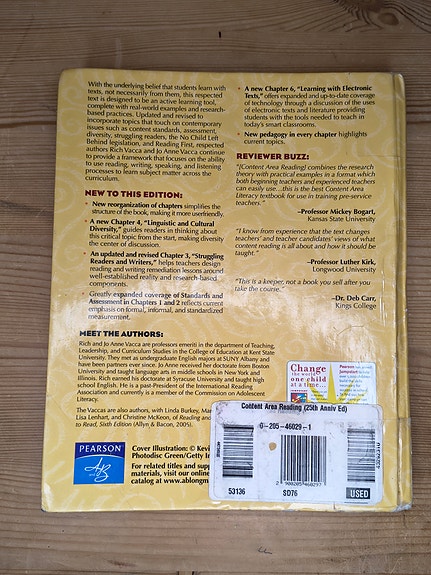 With the underlying belief that students learn with
texts, not necessarily from them, this respected
text is designed to be an active learning tool,
complete with real-world examples and research-
based practices. Updated and revised to
incorporate topics that touch on contemporary
issues such as content standards, assessment,
diversity, struggling readers, the No Child Left
Behind legislation, and Reading First, respected
authors Rich Vacca and Jo Anne Vacca continue
to provide a framework that focuses on the ability
to use reading, writing, speaking, and listening
processes to learn subject matter across the
curriculum.
NEW TO THIS EDITION:
• New reorganization of chapters simplifies the
structure of the book, making it more userfriendly.
• A new Chapter 4, "Linguistic and Cultural
Diversity," guides readers in thinking about
this critical topic from the start, making diversity
the center of discussion.
• An updated and revised Chapter 3, "Struggling
Readers and Writers," helps teachers design
reading and writing remediation lessons around
well-established reality and research-based
components.
• Greatly expanded coverage of Standards and
Assessment in Chapters 1 and 2 reflects current
emphasis on formal, informal, and standardized
measurement.
• A new Chapter 6, "Learning with Electronic
Texts," offers expanded and up-to-date coverage
of technology through a discussion of the uses
of electronic texts and literature providing
students with the tools needed to teach in
today's smart classrooms.
• New pedagogy in every chapter highlights
current topics.
REVIEWER BUZZ:
"[Content Area Reading] combines the research
theory with practical examples in a format which
both beginning teachers and experienced teachers
can easily use...this is the best Content Area
Literacy textbook for use in training pre-service
teachers."
–Professor Mickey Bogart,
Kansas State University
"I know from experience that the text changes
teachers' and teacher candidates' views of what
content reading is all about and how it should be
taught."
–Professor Luther Kirk,
Longwood University
"This is a keeper, not a book you sell after you
take the course."
–Dr. Deb Carr,
Kings College
MEET THE AUTHORS:
Rich and Jo Anne Vacca are professors emeriti in the department of Teaching,
Leadership, and Curriculum Studies in the College of Education at Kent State
University. They met as undergraduate English majors at SUNY Albany and
have been partners ever since. Jo Anne received her doctorate from Boston
University and taught language arts in middle schools in New York and
Illinois. Rich earned his doctorate at Syracuse University and taught high
school English. He is a past-President of the International Reading
Association and currently is a member of the Commission on Adolescent
Literacy.
The Vaccas are also authors, with Linda Burkey, Mar
Lisa Lenhart, and Christine McKeon, of Reading and
to Read, Sixth Edition (Allyn & Bacon, 2005).
Change
the world
one child
at a time...
PEARSON
A and B
Cover Illustration: © Kevi
Photodisc Green/Getty In
For related titles and supp
materials, visit our online
catalog at www.ablongm
Content Area Reading (25th Anniv Ed)
0-205-46029-1
2 900205 460297
53136
SD76
USED